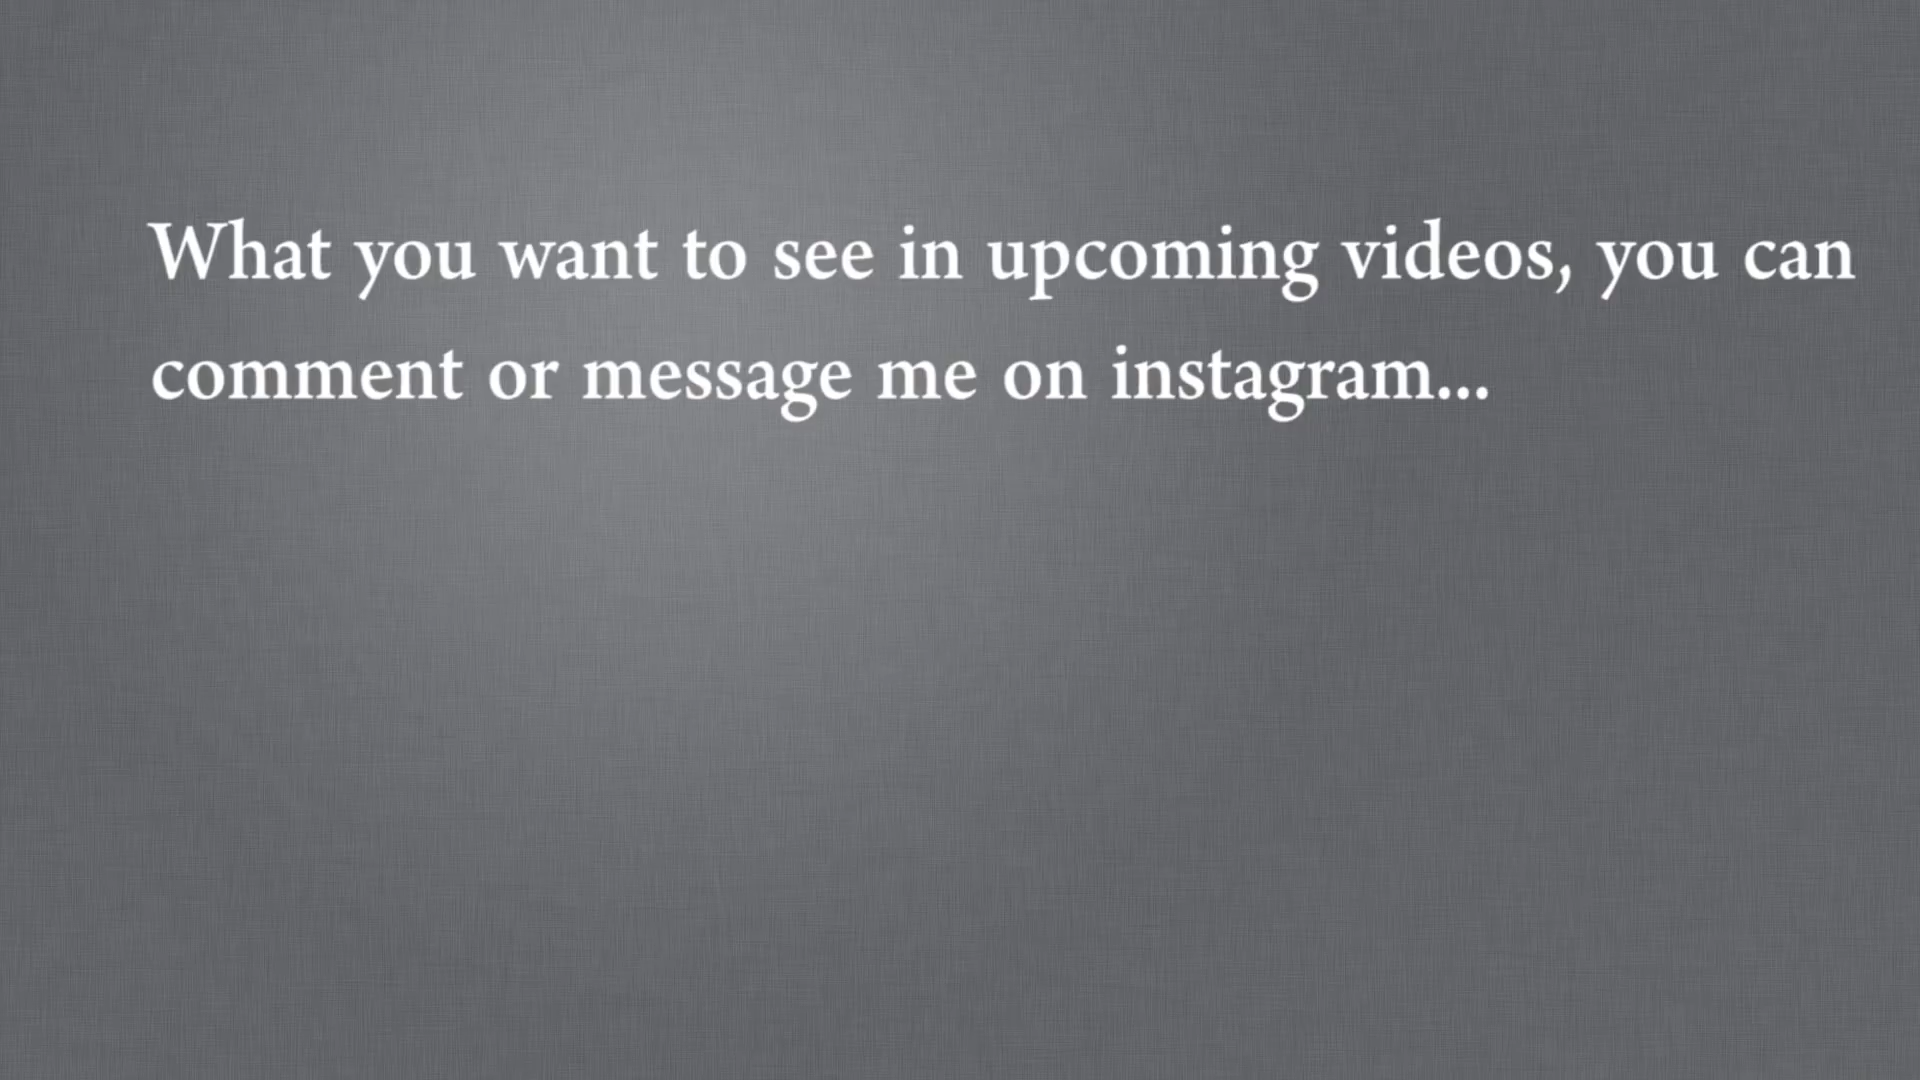 What you want to see in upcoming videos, you can
comment or message me on instagram...